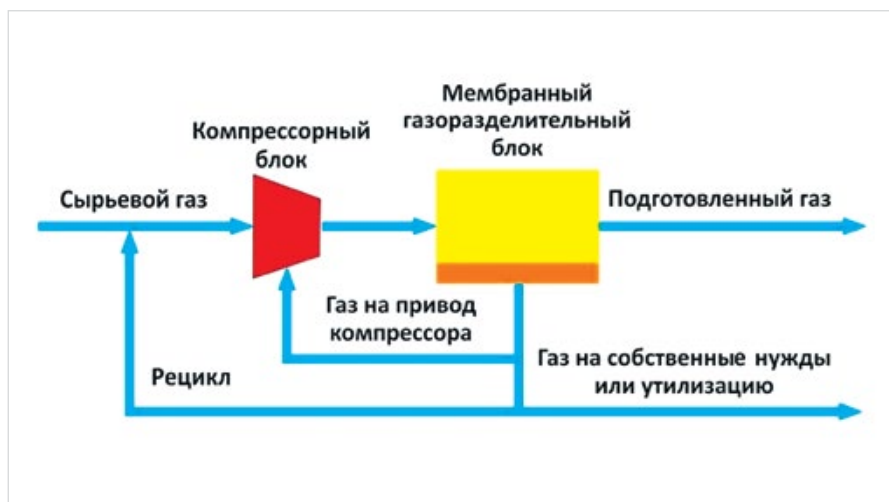 Мембранный
газоразделительный
блок
Компрессорный
блок
Сырьевой газ
Подготовленный газ
Газ на привод
компрессора
Рецикл
Газ на собственные нужды
или утилизацию